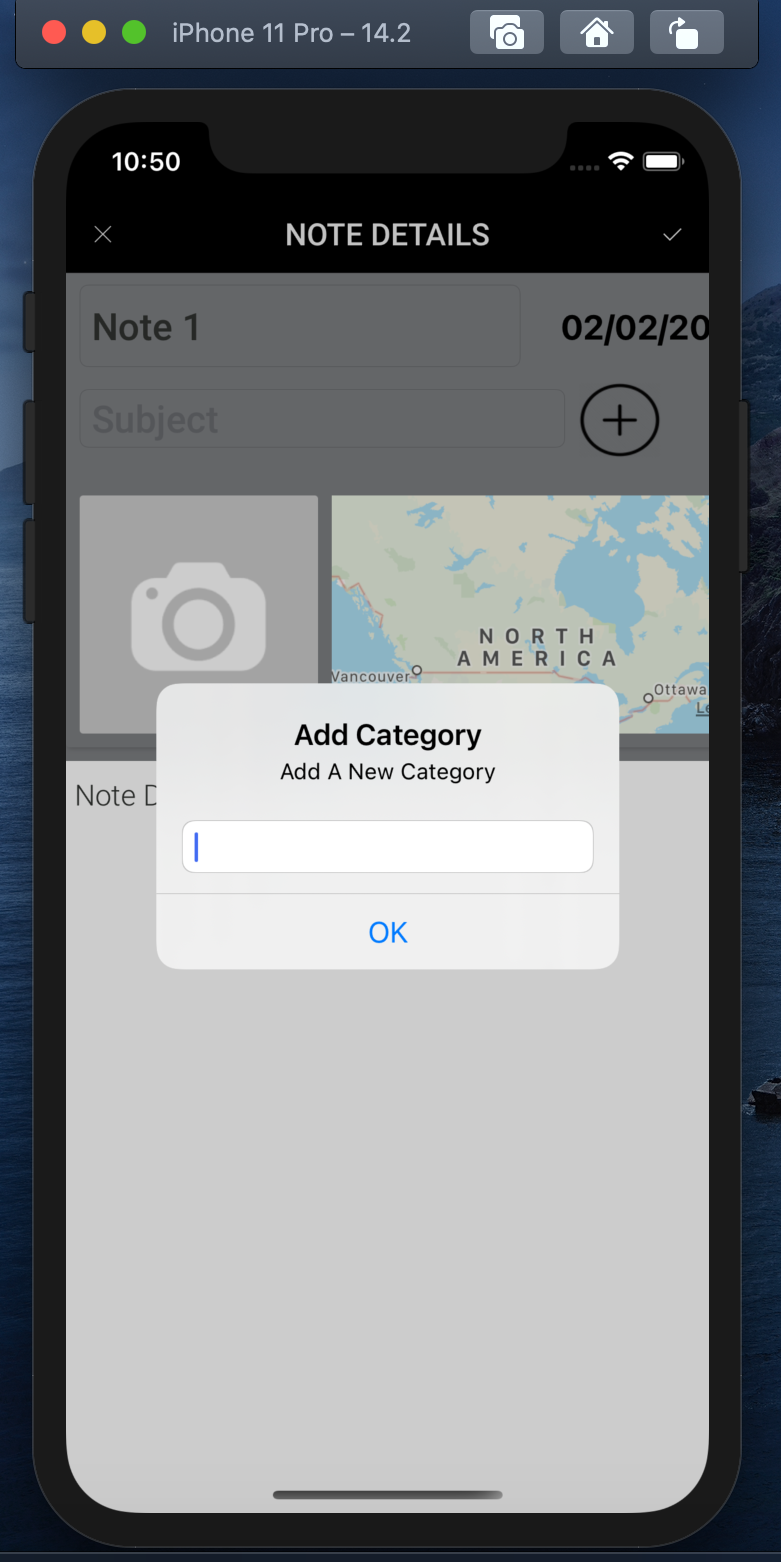 iPhone 11 Pro – 14.2
10:50
NOTE DETAILS
Note 1
02/02/20
Subject
NORTH
AMERICA
Vancouver
Ottawa
Add Category
Add A New Category
Note D
OK